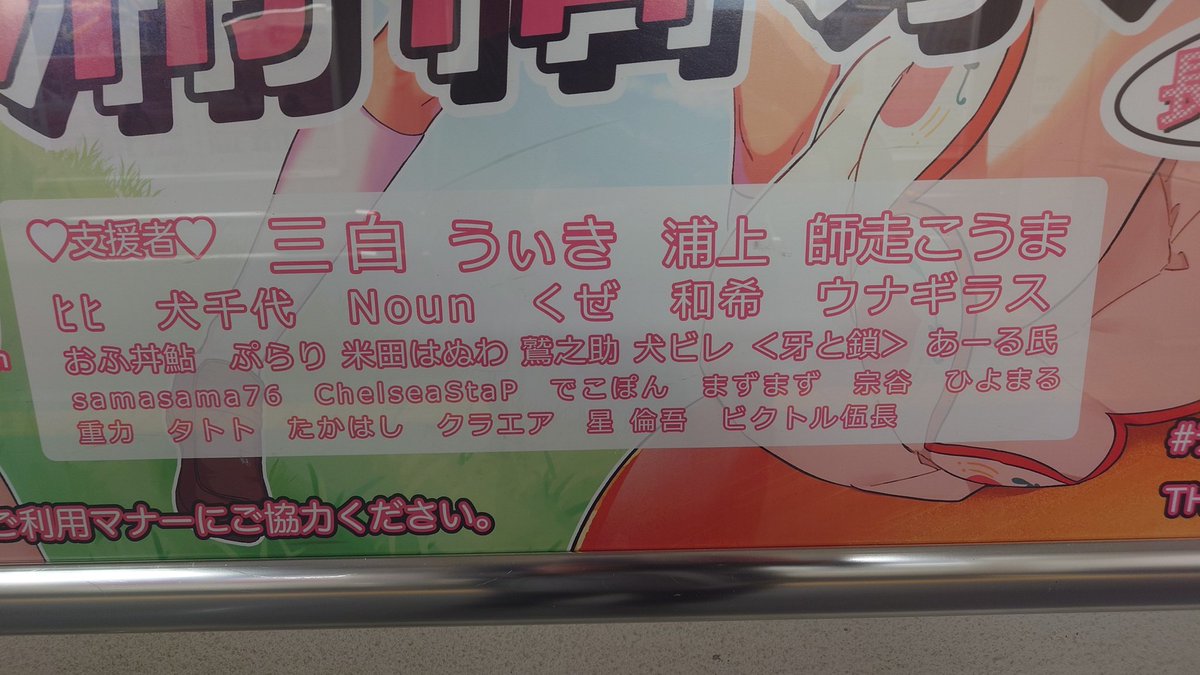 ♡支援者♡ 三白 うぃき 浦上 師走こうま
ヒヒ 犬千代 Noun くぜ 和希 ウナギラス
おふ丼鮎 ぷらり 米田はぬわ 鷲之助 犬ビレ <牙と鎖> あーる氏
samasama76 ChelseaStaP でこぽん まずまず 宗谷 ひよまる
重力 タトト たかはし クラエア 星 倫吾 ビクトル伍長
ご利用マナーにご協力ください。